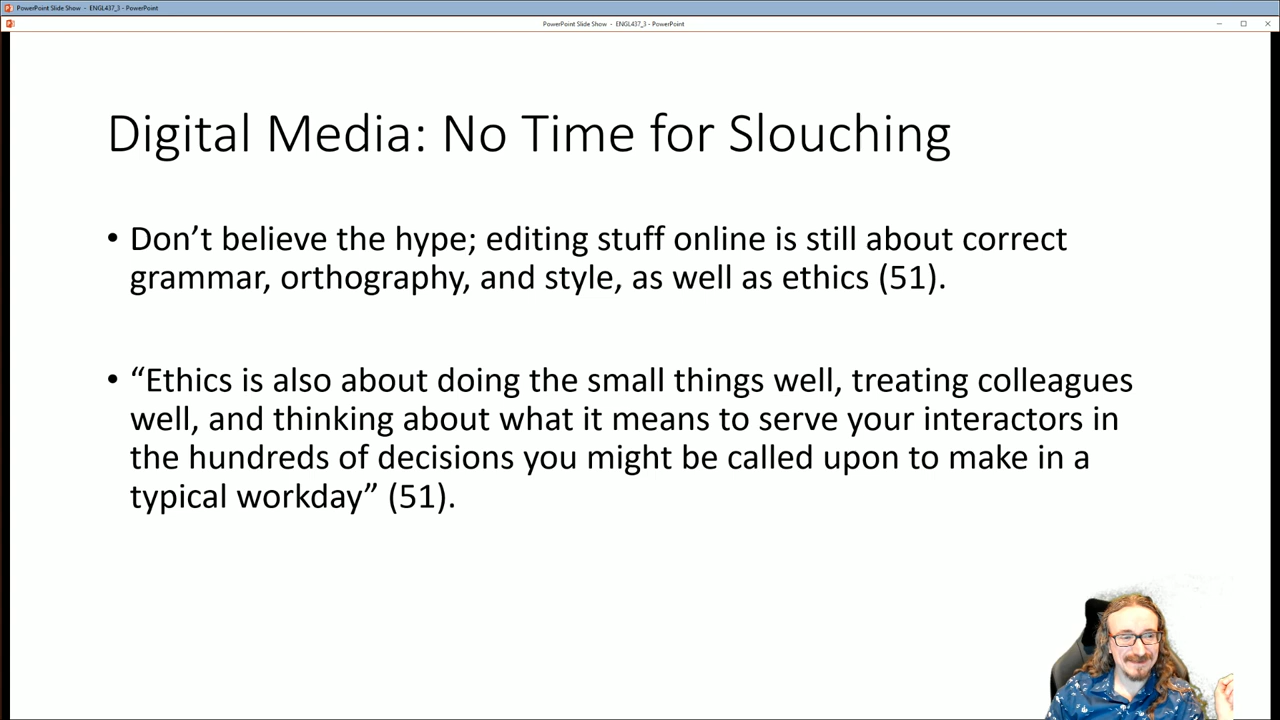 PowerPoint Slide Show - ENGL437_3 - PowerPoint
PowerPoint Slide Show - ENGL437_3 - PowerPoint
Digital Media: No Time for Slouching
• Don’t believe the hype; editing stuff online is still about correct
grammar, orthography, and style, as well as ethics (51).
• “Ethics is also about doing the small things well, treating colleagues
well, and thinking about what it means to serve your interactors in
the hundreds of decisions you might be called upon to make in a
typical workday” (51).